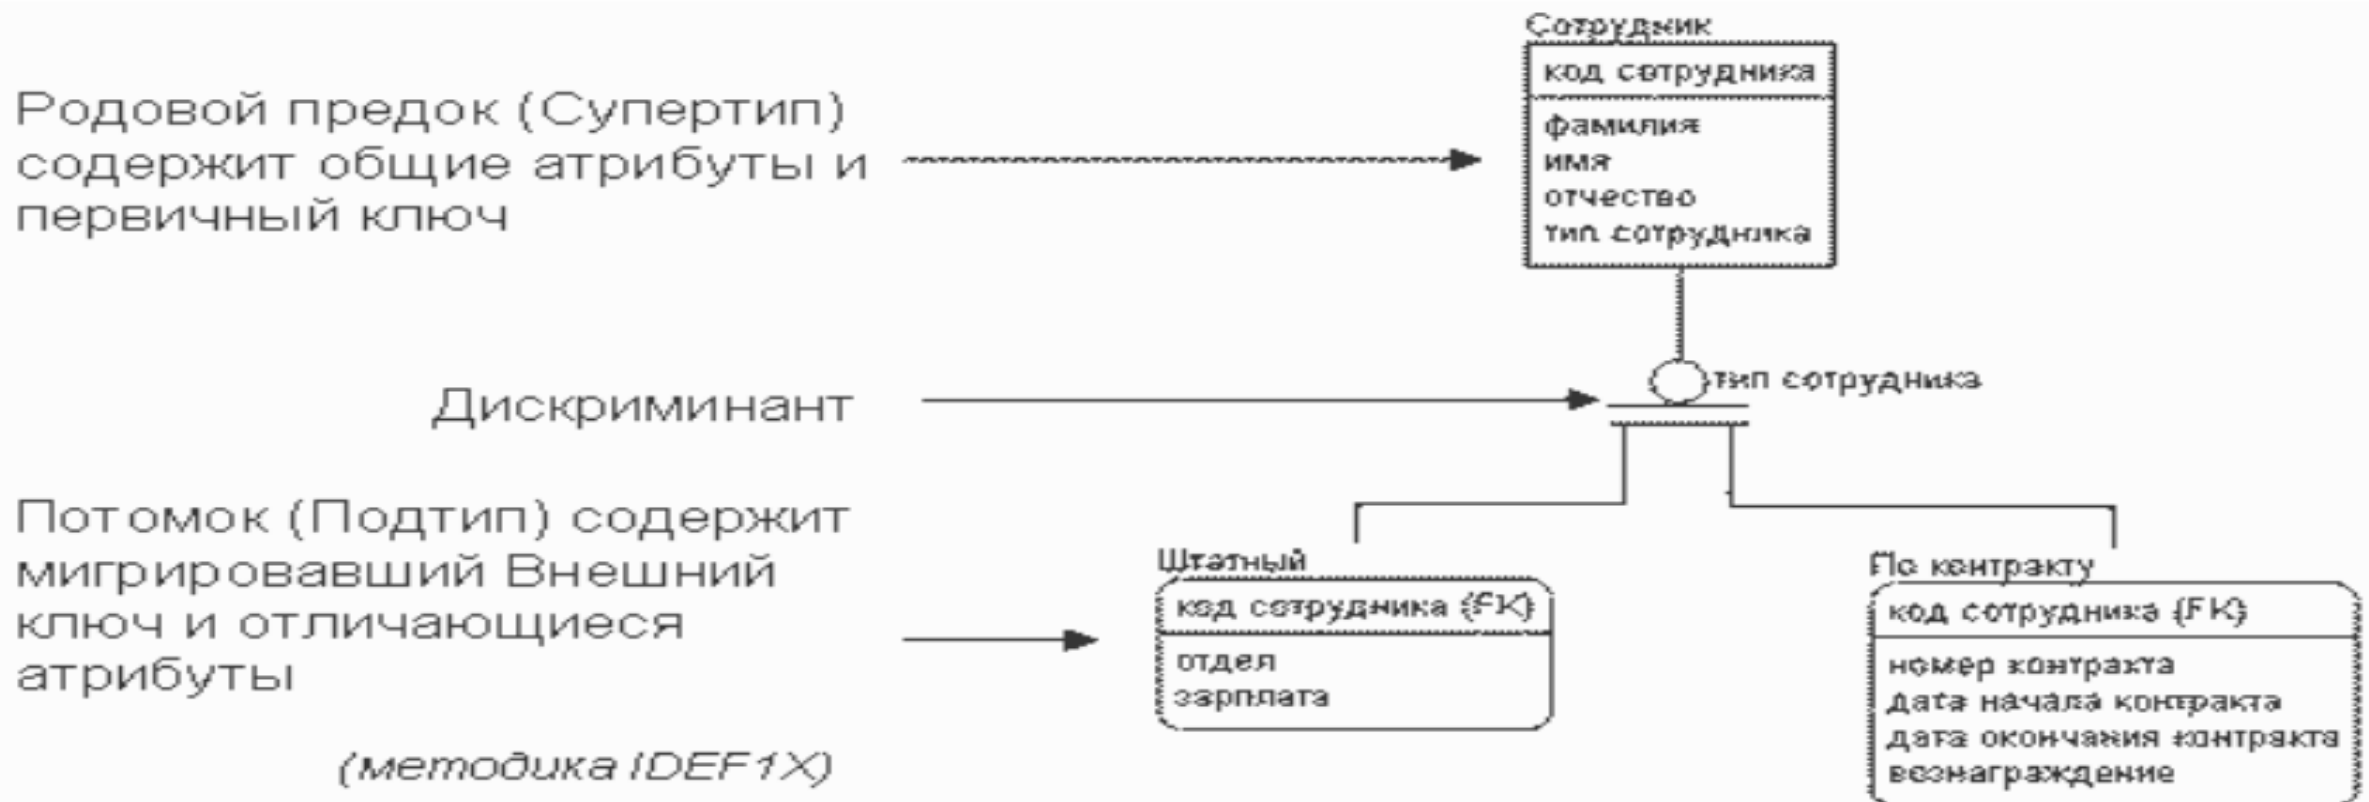 Родовой предок (Супертип)
содержит общие атрибуты и
первичный ключ
Дискриминант
Потомок (Подтип) содержит
мигрировавший Внешний
ключ и отличающиеся
атрибуты
(методика IDEF1X)
Сотрудник
код сотрудника
фамилия
имя
отчество
тип сотрудника
тип сотрудника
Штатный
код сотрудника (FK)
отдел
зарплата
По контракту
код сотрудника (FK)
номер контракта
дата начала контракта
дата окончания контракта
вознаграждение